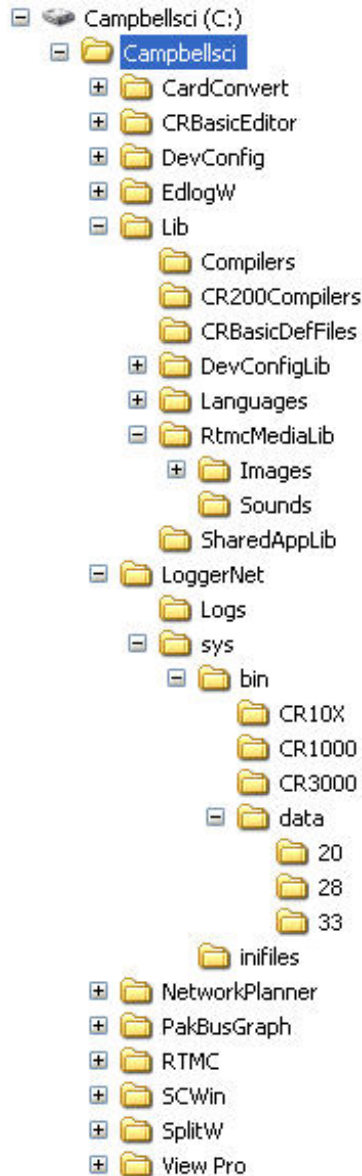 Campbellsci (C:)
Campbellsci
CardConvert
CRBasicEditor
DevConfig
EdlogW
Lib
Compilers
CR200Compilers
CRBasicDefFiles
DevConfigLib
Languages
RtmcMediaLib
Images
Sounds
SharedAppLib
LoggerNet
Logs
sys
bin
CR10X
CR1000
CR3000
data
20
28
33
inifiles
NetworkPlanner
PakBusGraph
RTMC
SCWin
SplitW
View Pro